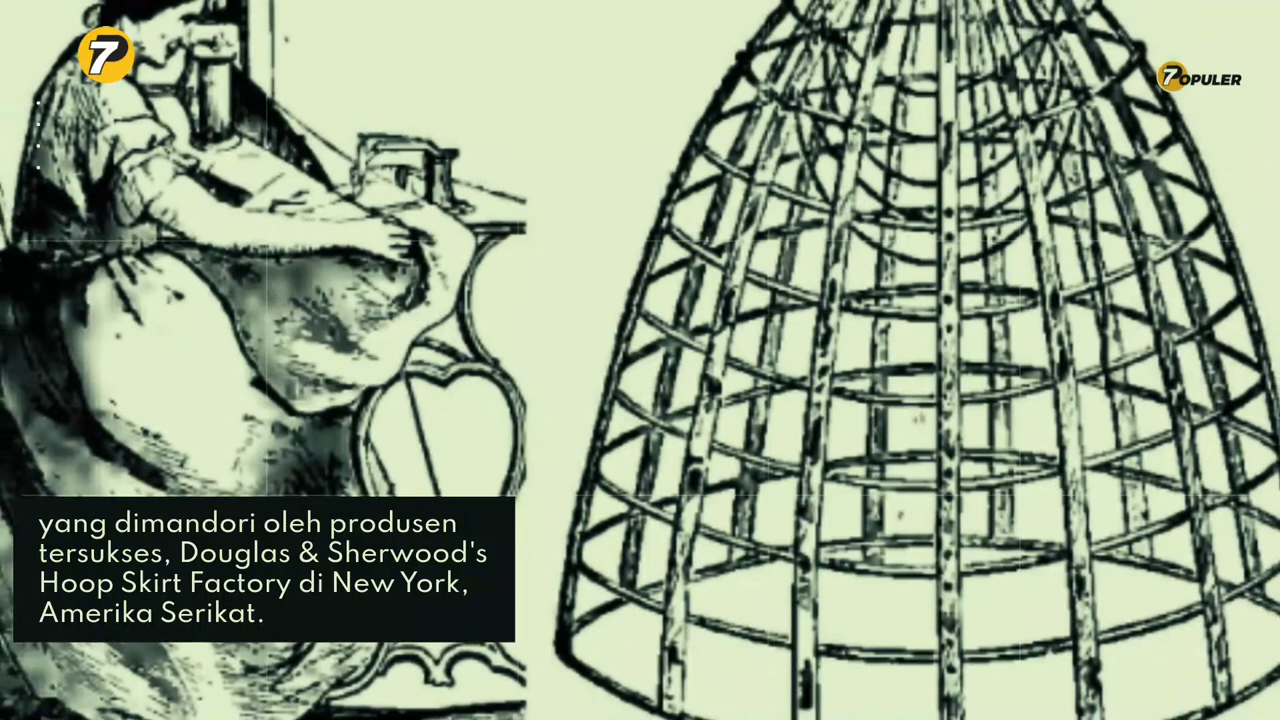 7
7OPULER
yang dimandori oleh produsen
tersukses, Douglas & Sherwood's
Hoop Skirt Factory di New York,
Amerika Serikat.